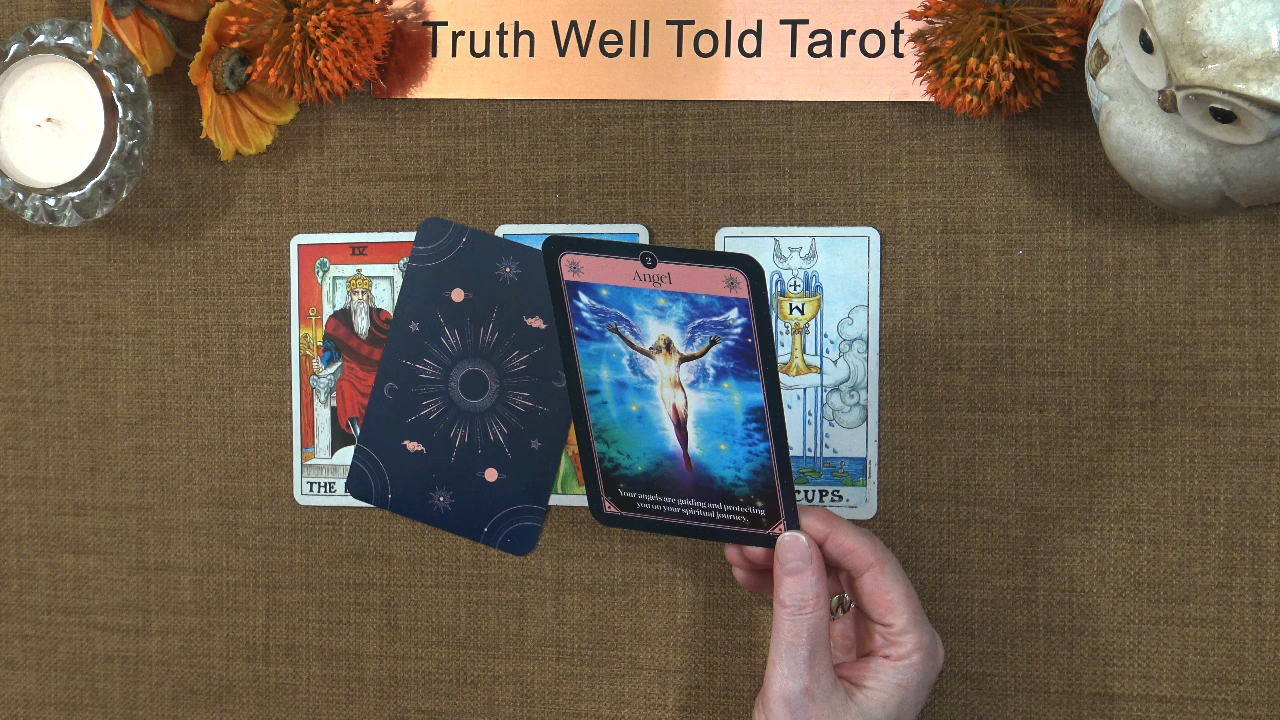 Truth Well Told Tarot
IV
2
Angel
M
Your angels are guiding and protecting
you on your spiritual journey.
THE
CUPS.